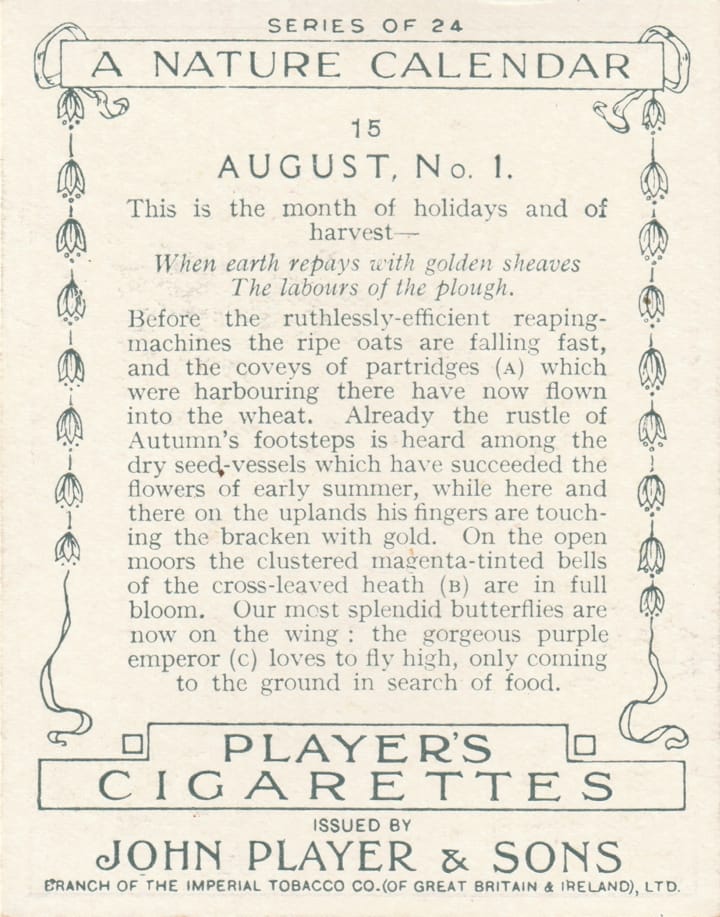 SERIES OF 24
A NATURE CALENDAR
15
AUGUST, No. 1.
This is the month of holidays and of
harvest—
When earth repays with golden sheaves
The labours of the plough.
Before the ruthlessly-efficient reaping-
machines the ripe oats are falling fast,
and the coveys of partridges (A) which
were harbouring there have now flown
into the wheat. Already the rustle of
Autumn's footsteps is heard among the
dry seed-vessels which have succeeded the
flowers of early summer, while here and
there on the uplands his fingers are touch-
ing the bracken with gold. On the open
moors the clustered magenta-tinted bells
of the cross-leaved heath (B) are in full
bloom. Our most splendid butterflies are
now on the wing : the gorgeous purple
emperor (C) loves to fly high, only coming
to the ground in search of food.
PLAYER'S
CIGARETTES
ISSUED BY
JOHN PLAYER & SONS
BRANCH OF THE IMPERIAL TOBACCO CO. (OF GREAT BRITAIN & IRELAND), LTD.